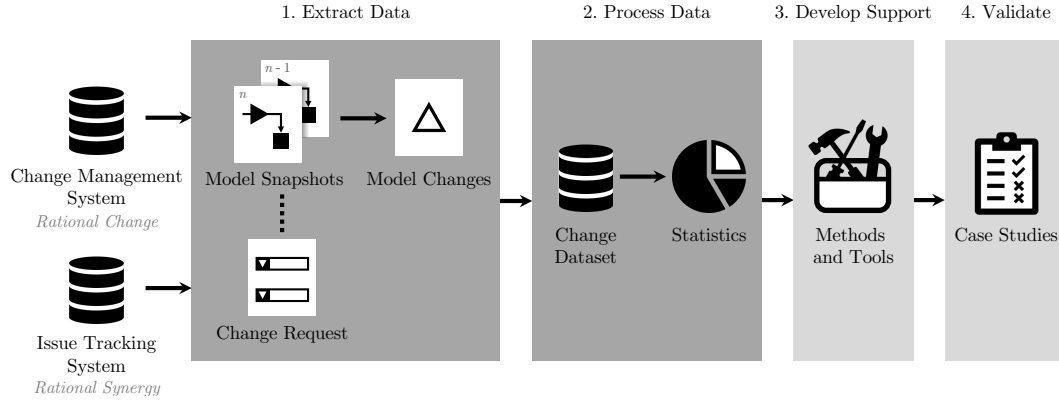 1. Extract Data
2. Process Data
3. Develop Support
4. Validate
n - 1
n
Change Management
System
Rational Change
Model Snapshots
Model Changes
Change
Dataset
Statistics
Methods
and Tools
Case Studies
Issue Tracking
System
Rational Synergy
Change Request